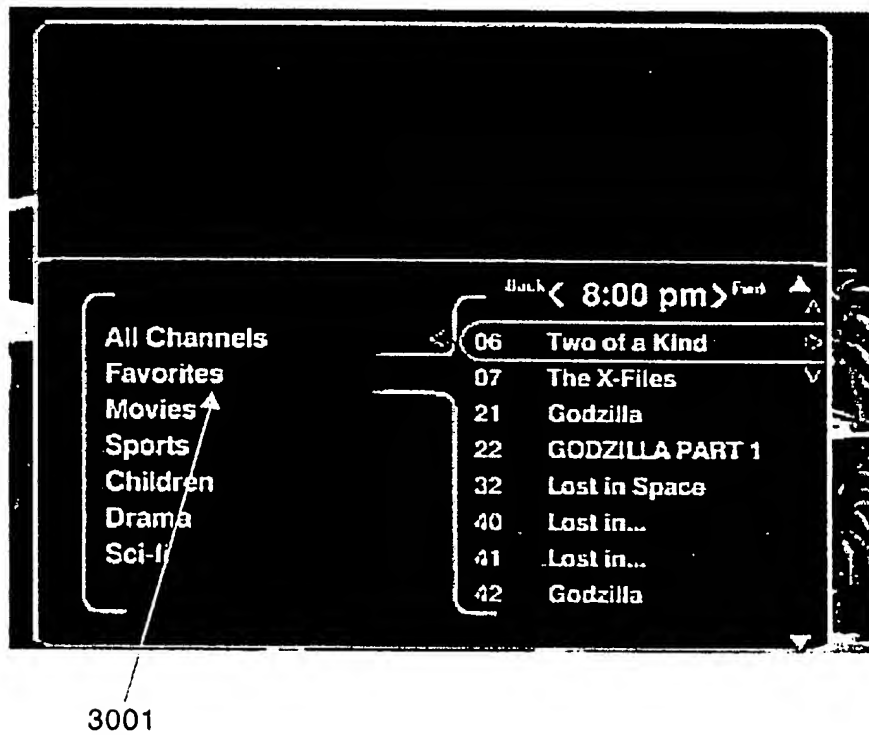 Back < 8:00 pm > Fwd
All Channels
Favorites
Movies
Sports
Children
Drama
Sci-fi
06 Two of a Kind
07 The X-Files
21 Godzilla
22 GODZILLA PART 1
32 Lost in Space
40 Lost in...
41 Lost in...
42 Godzilla
3001